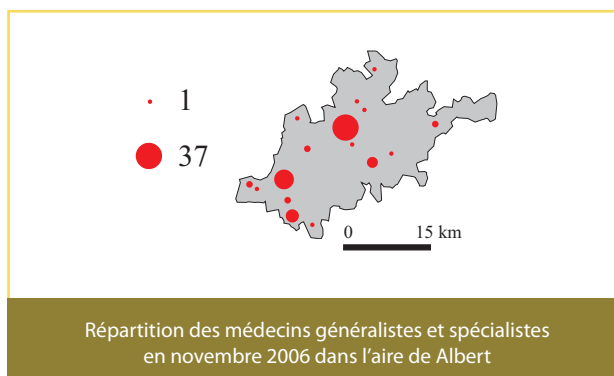 1
37
0 15 km
Répartition des médecins généralistes et spécialistes
en novembre 2006 dans l'aire de Albert